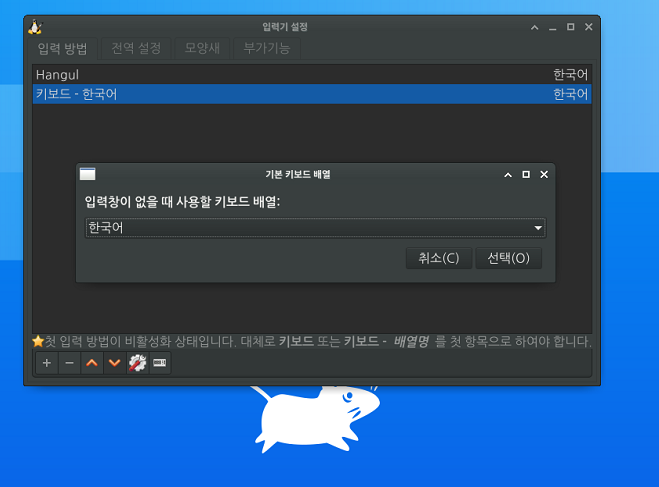 입력기 설정
입력 방법 전역 설정 모양새 부가기능
Hangul 한국어
키보드 - 한국어 한국어
기본 키보드 배열
입력창이 없을 때 사용할 키보드 배열:
한국어
취소(C) 선택(O)
첫 입력 방법이 비활성화 상태입니다. 대체로 키보드 또는 키보드 - 배열명 를 첫 항목으로 하여야 합니다.